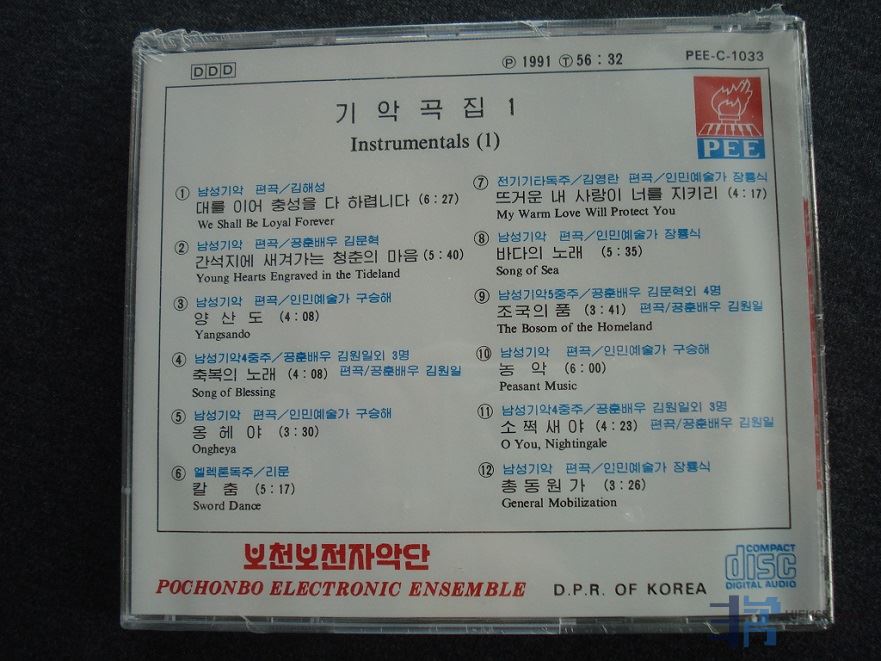 DDD
Ⓟ 1991 Ⓣ 56 : 32
PEE-C-1033
기 악 곡 집 1
Instrumentals (1)
PEE
① 남성기악 편곡／김해성
대를 이어 충성을 다 하렵니다 (6 : 27)
We Shall Be Loyal Forever
② 남성기악 편곡／공훈배우 김문혁
간석지에 새겨가는 청춘의 마음 (5 : 40)
Young Hearts Engraved in the Tideland
③ 남성기악 편곡／인민예술가 구승해
양 산 도 (4 : 08)
Yangsando
④ 남성기악4중주／공훈배우 김원일외 3명
축복의 노래 (4 : 08) 편곡/공훈배우 김원일
Song of Blessing
⑤ 남성기악 편곡／인민예술가 구승해
옹 헤 야 (3 : 30)
Ongheya
⑥ 엘렉톤독주／리문
칼 춤 (5 : 17)
Sword Dance
⑦ 전기기타독주／김영란 편곡／인민예술가 장룡식
뜨거운 내 사랑이 너를 지키리 (4 : 17)
My Warm Love Will Protect You
⑧ 남성기악 편곡／인민예술가 장룡식
바다의 노래 (5 : 35)
Song of Sea
⑨ 남성기악5중주／공훈배우 김문혁외 4명
조국의 품 (3 : 41) 편곡/공훈배우 김원일
The Bosom of the Homeland
⑩ 남성기악 편곡／인민예술가 구승해
농 악 (6 : 00)
Peasant Music
⑪ 남성기악4중주／공훈배우 김원일외 3명
소 쩍 새 야 (4 : 23) 편곡/공훈배우 김원일
O You, Nightingale
⑫ 남성기악 편곡／인민예술가 장룡식
총 동 원 가 (3 : 26)
General Mobilization
보천보전자악단
POCHONBO ELECTRONIC ENSEMBLE
D.P.R. OF KOREA
COMPACT
disc
DIGITAL AUDIO